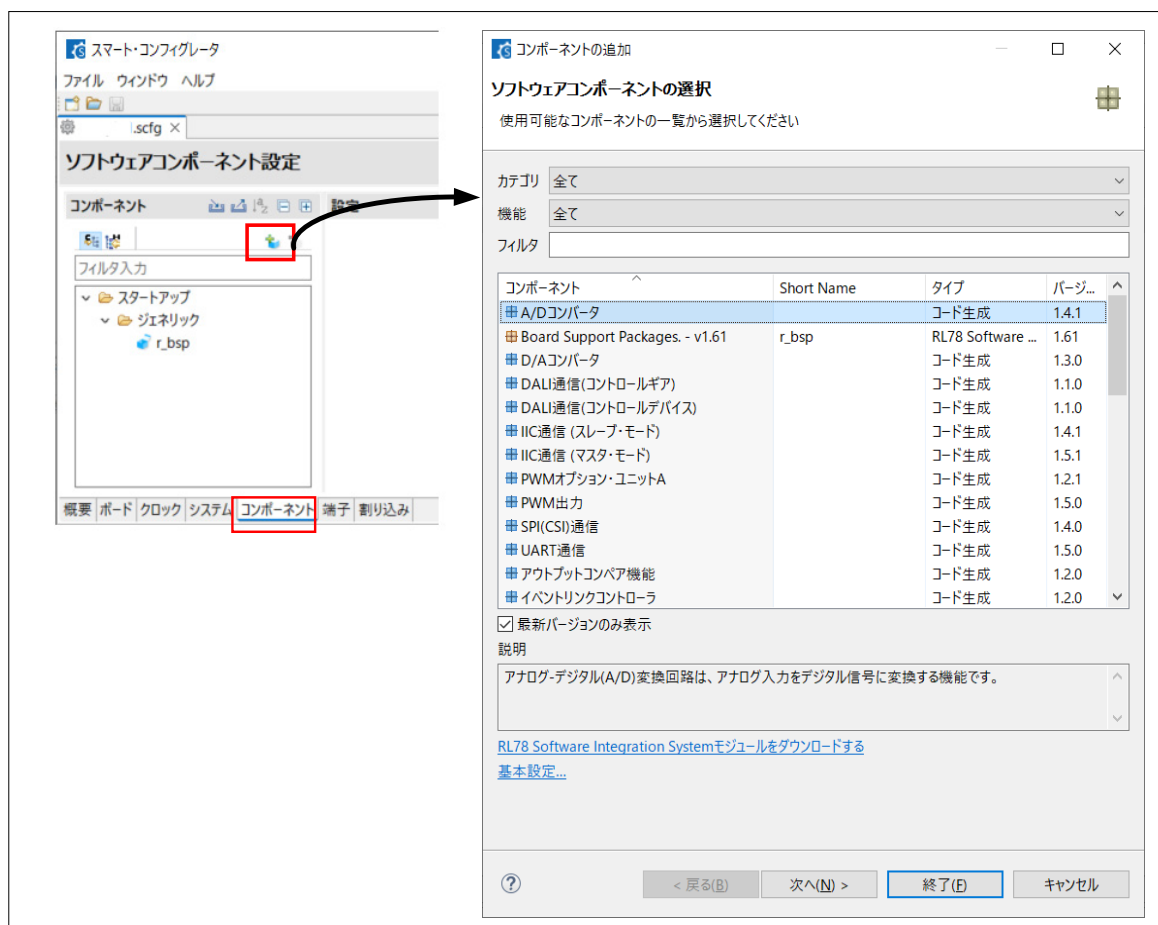 スマート・コンフィグレータ
ファイル ウィンドウ ヘルプ
.scfg
ソフトウェアコンポーネント設定
コンポーネント 設定
フィルタ入力
スタートアップ
ジェネリック
r_bsp
概要 ボード クロック システム コンポーネント 端子 割り込み
コンポーネントの追加
ソフトウェアコンポーネントの選択
使用可能なコンポーネントの一覧から選択してください
カテゴリ 全て
機能 全て
フィルタ
コンポーネント Short Name タイプ バージ...
A/Dコンバータ コード生成 1.4.1
Board Support Packages. - v1.61 r_bsp RL78 Software ... 1.61
D/Aコンバータ コード生成 1.3.0
DALI通信(コントロールギア) コード生成 1.1.0
DALI通信(コントロールデバイス) コード生成 1.1.0
IIC通信 (スレーブ・モード) コード生成 1.4.1
IIC通信 (マスタ・モード) コード生成 1.5.1
PWMオプション・ユニットA コード生成 1.2.1
PWM出力 コード生成 1.5.0
SPI(CSI)通信 コード生成 1.4.0
UART通信 コード生成 1.5.0
アウトプットコンペア機能 コード生成 1.2.0
イベントリンクコントローラ コード生成 1.2.0
最新バージョンのみ表示
説明
アナログ-デジタル(A/D)変換回路は、アナログ入力をデジタル信号に変換する機能です。
RL78 Software Integration Systemモジュールをダウンロードする
基本設定...
< 戻る(B) 次へ(N) > 終了(F) キャンセル